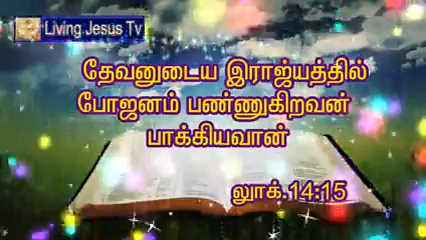 Living Jesus Tv
தேவனுடைய இராஜ்யத்தில்
போஜனம் பண்ணுகிறவன்
பாக்கியவான்
லூக்.14:15